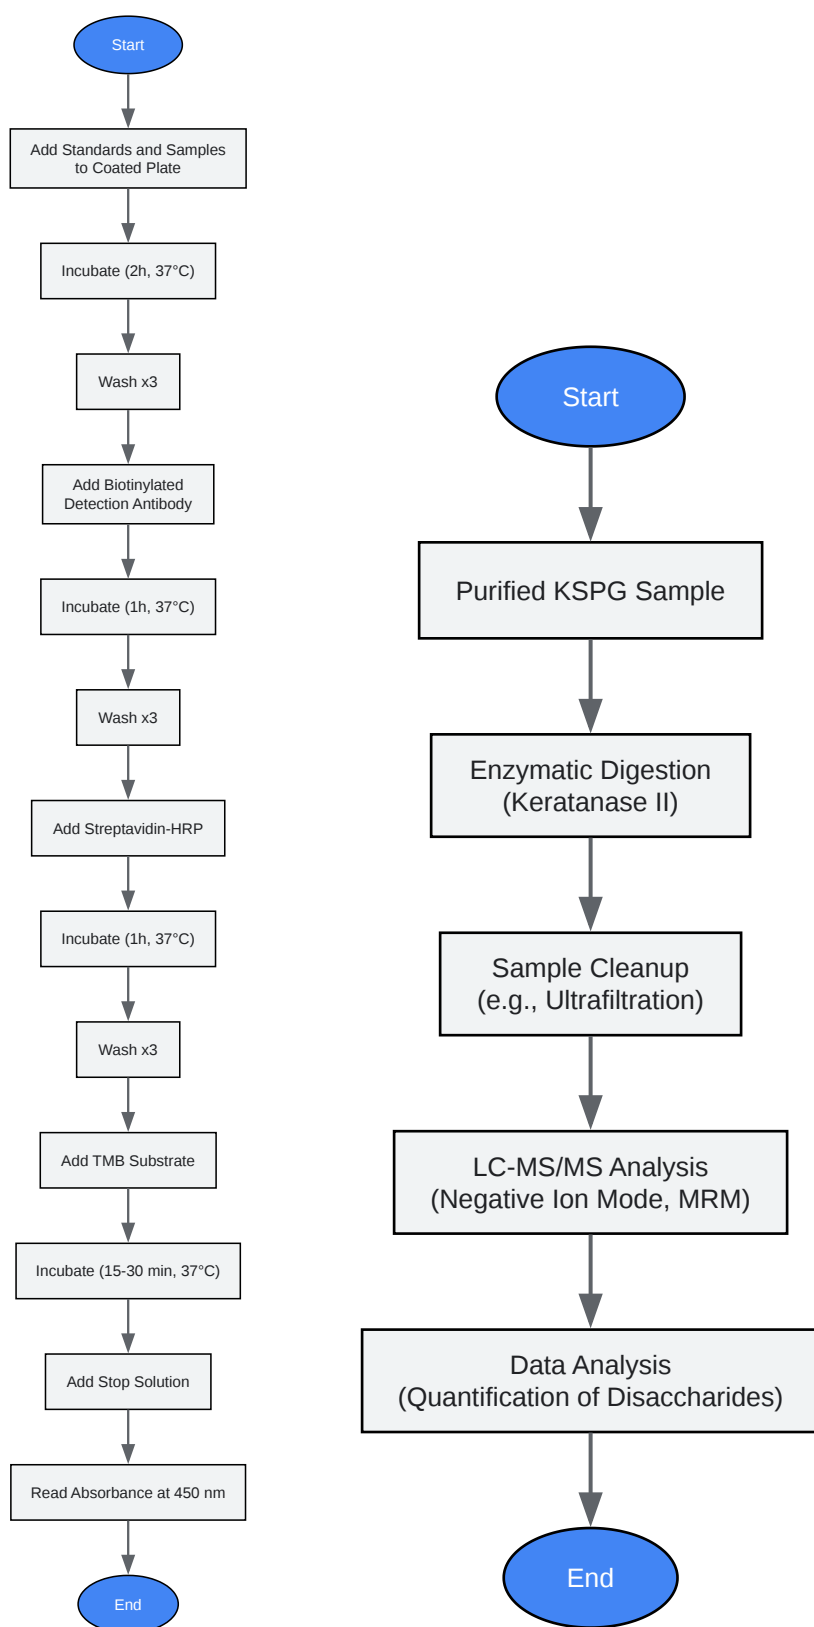 Start
Add Standards and Samples
to Coated Plate
Incubate (2h, 37°C)
Wash x3
Add Biotinylated
Detection Antibody
Incubate (1h, 37°C)
Wash x3
Add Streptavidin-HRP
Incubate (1h, 37°C)
Wash x3
Add TMB Substrate
Incubate (15-30 min, 37°C)
Add Stop Solution
Read Absorbance at 450 nm
End
Start
Purified KSPG Sample
Enzymatic Digestion
(Keratanase II)
Sample Cleanup
(e.g., Ultrafiltration)
LC-MS/MS Analysis
(Negative Ion Mode, MRM)
Data Analysis
(Quantification of Disaccharides)
End